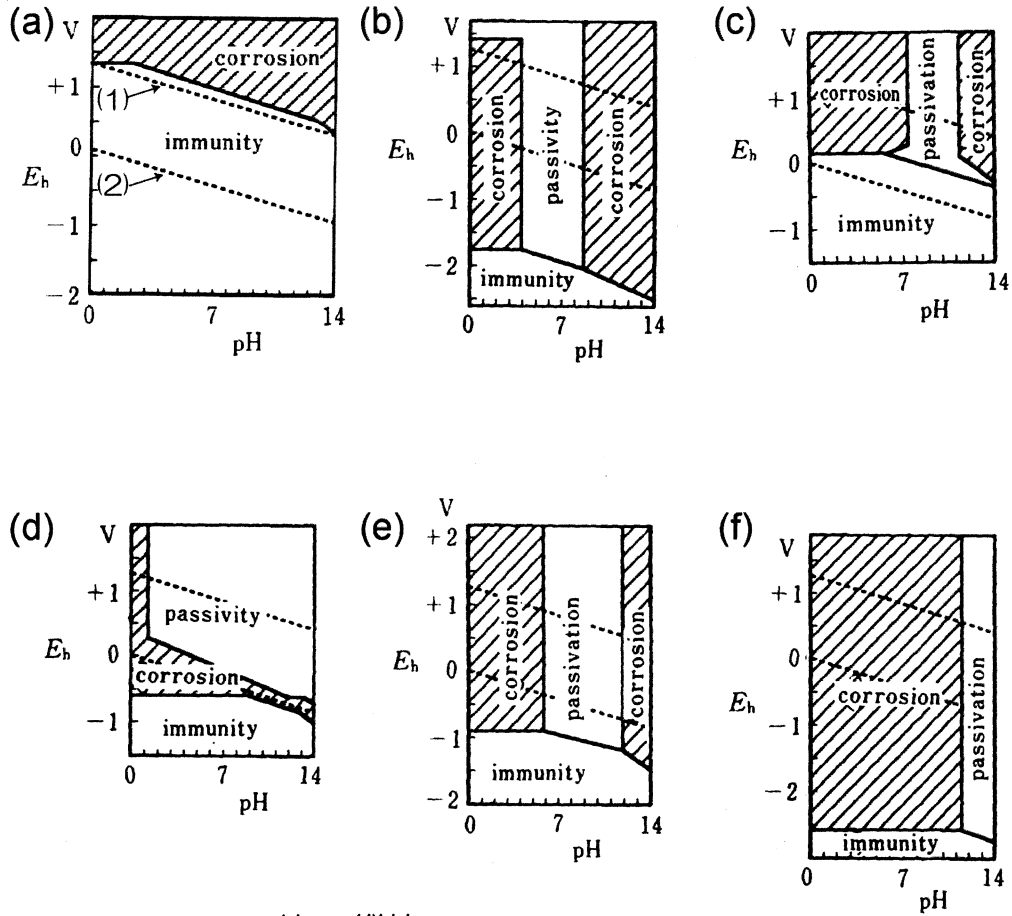 (a)
V
+1
0
Eh
−1
−2
0
7
14
pH
corrosion
(1)
immunity
(2)
(b)
V
+1
0
Eh
−1
−2
0
7
14
pH
corrosion
passivity
corrosion
immunity
(c)
V
+1
Eh
0
−1
0
7
14
pH
corrosion
passivation
corrosion
immunity
(d)
V
+1
Eh
0
−1
0
7
14
pH
passivity
corrosion
immunity
(e)
V
+2
+1
Eh
0
−1
−2
0
7
14
pH
corrosion
passivation
corrosion
immunity
(f)
V
+1
0
Eh
−1
−2
0
7
14
pH
corrosion
passivation
immunity